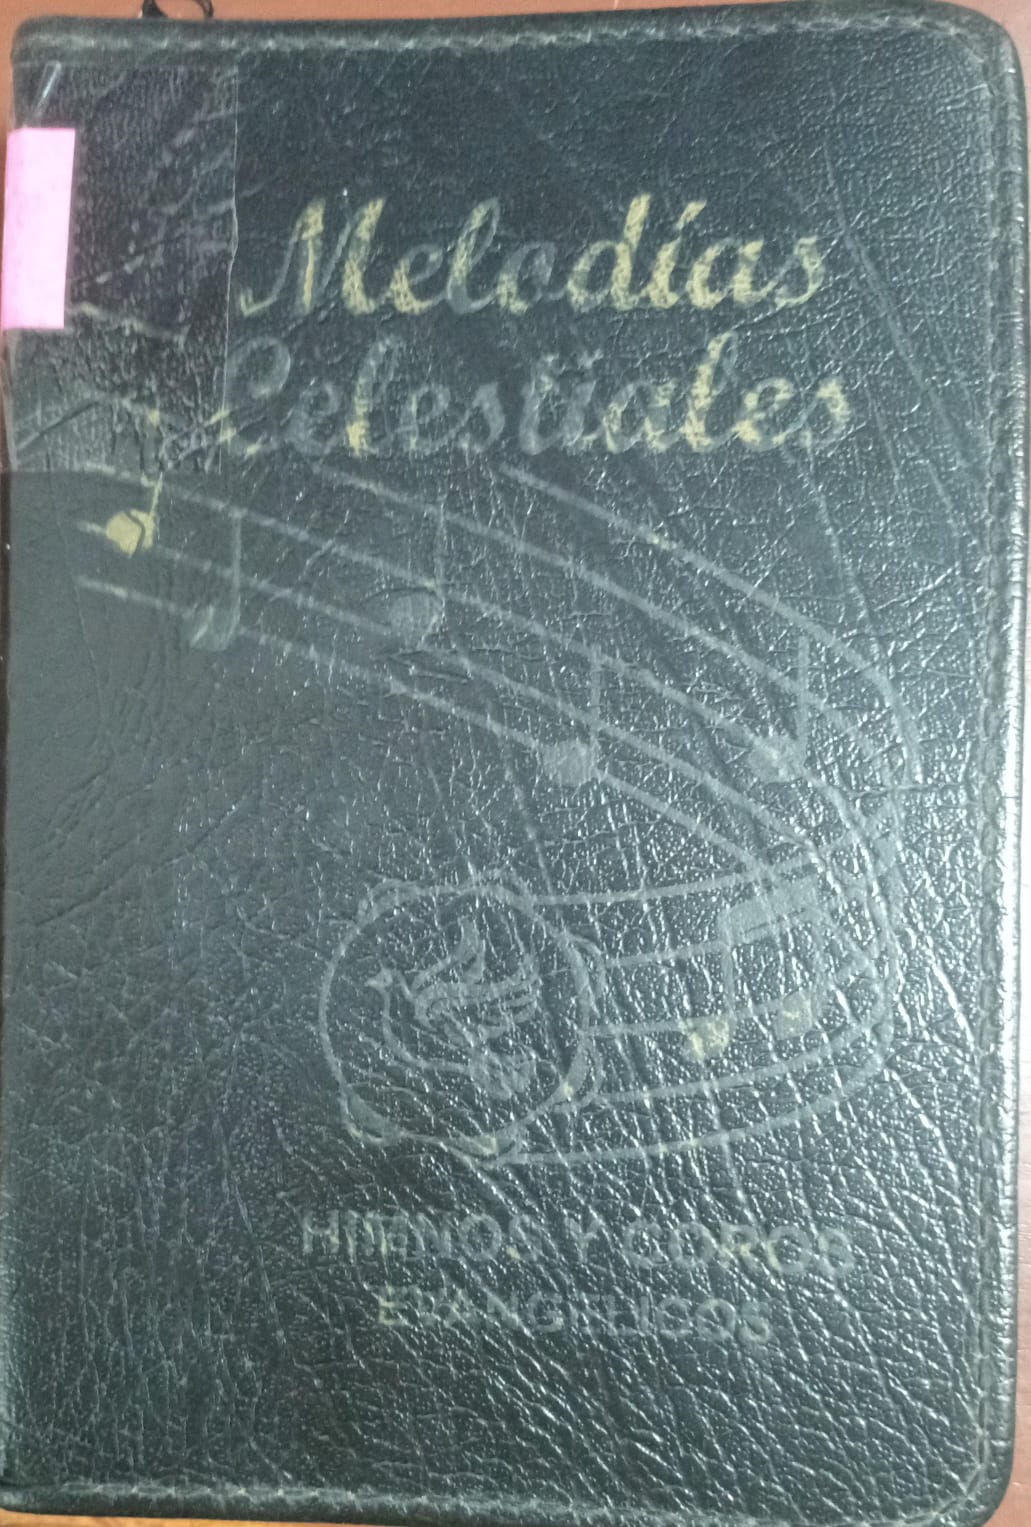 Melodías
Celestiales
HIMNOS Y COROS
EVANGELICOS